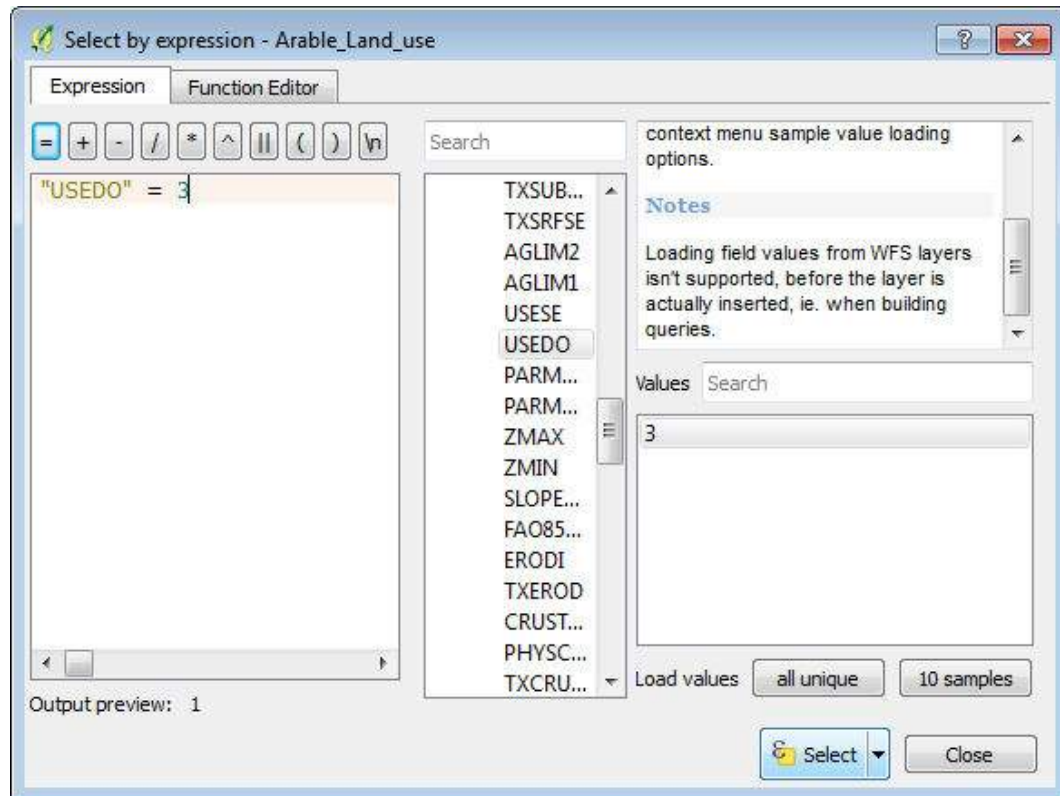 Select by expression - Arable_Land_use
Expression
Function Editor
= + - / * ^ || ( ) \n
"USEDO" = 3
Output preview: 1
Search
TXSUB...
TXSRFSE
AGLIM2
AGLIM1
USESE
USEDO
PARM...
PARM...
ZMAX
ZMIN
SLOPE...
FAO85...
ERODI
TXEROD
CRUST...
PHYSC...
TXCRU...
context menu sample value loading
options.
Notes
Loading field values from WFS layers
isn't supported, before the layer is
actually inserted, ie. when building
queries.
Values Search
3
Load values all unique 10 samples
Select Close